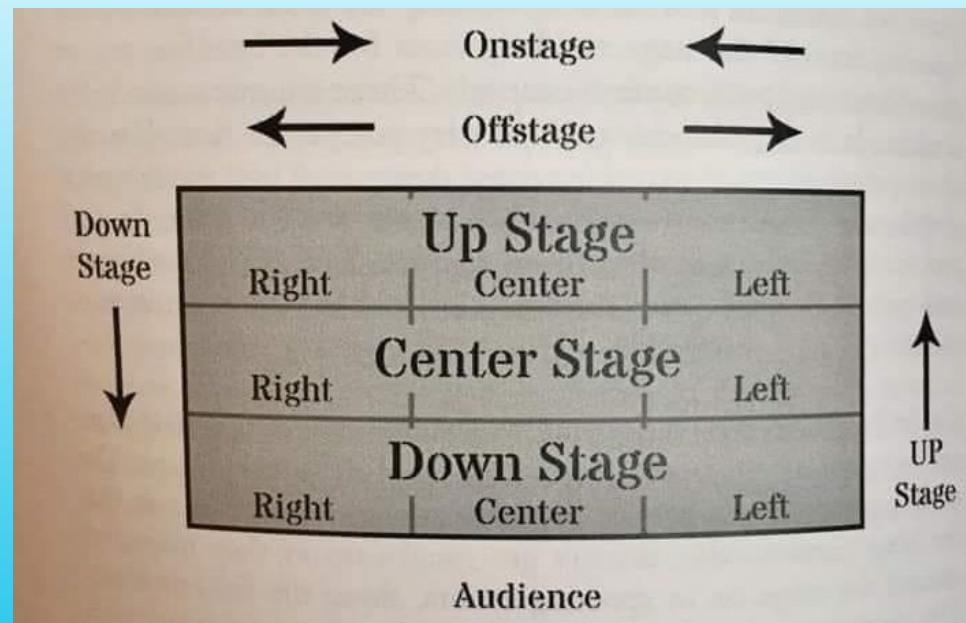 Onstage
Offstage
Down
Stage
Up Stage
Right Center Left
Center Stage
Right Left
Down Stage
Right Center Left
UP
Stage
Audience